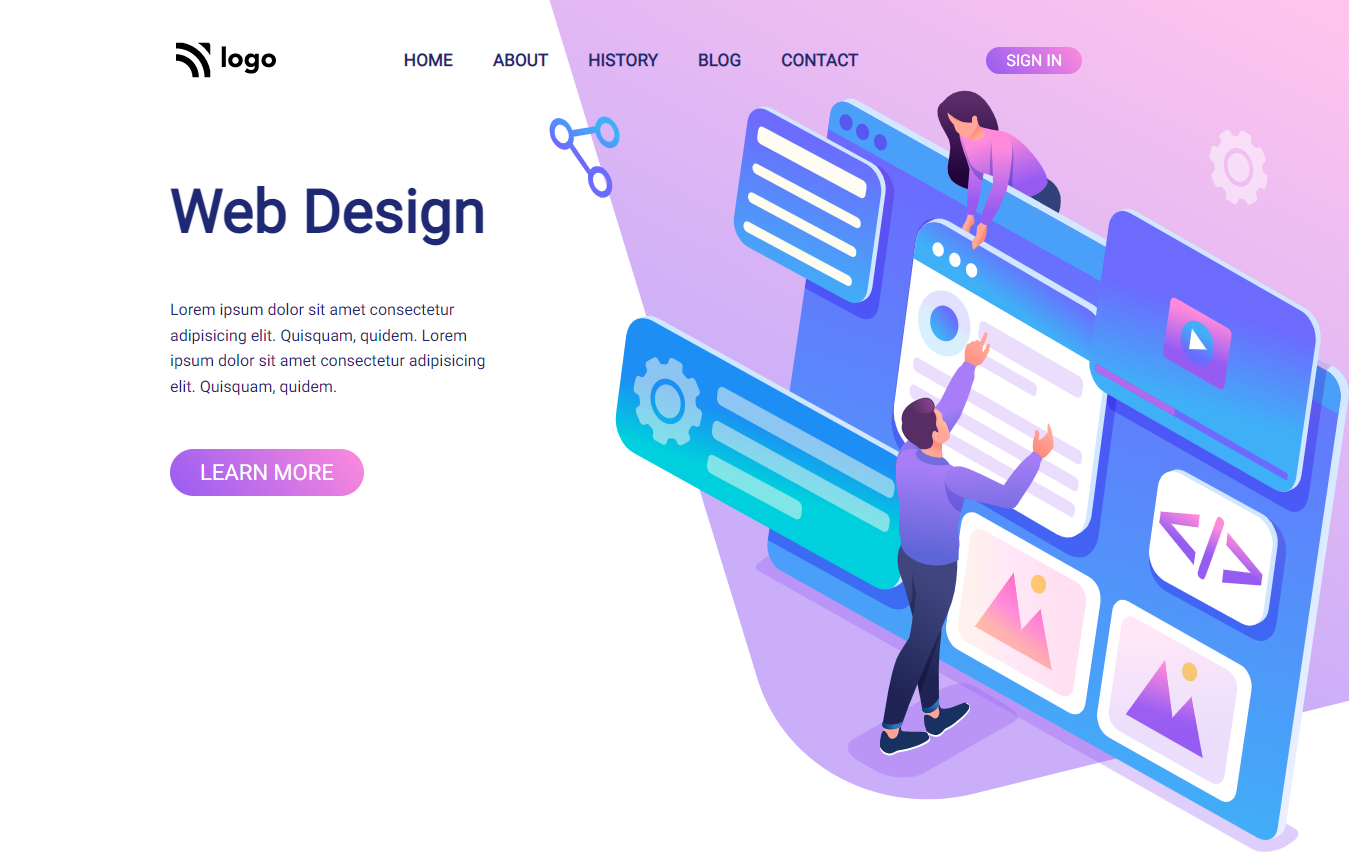 logo
HOME ABOUT HISTORY BLOG CONTACT SIGN IN
Web Design
Lorem ipsum dolor sit amet consectetur
adipisicing elit. Quisquam, quidem. Lorem
ipsum dolor sit amet consectetur adipisicing
elit. Quisquam, quidem.
LEARN MORE
</>